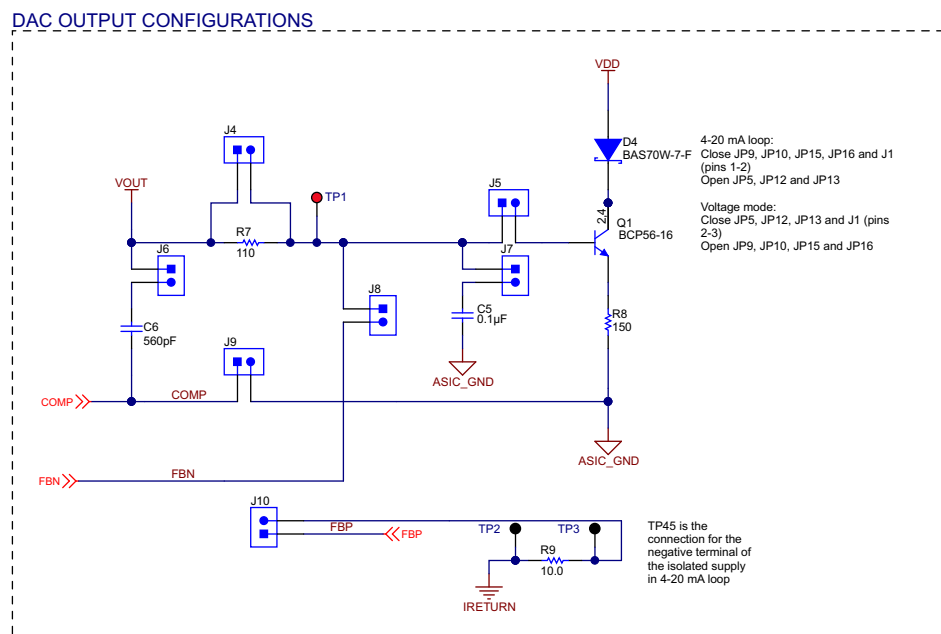 DAC OUTPUT CONFIGURATIONS
VDD
J4
D4
BAS70W-7-F
4-20 mA loop:
Close JP9, JP10, JP15, JP16 and J1
(pins 1-2)
Open JP5, JP12 and JP13
Voltage mode:
Close JP5, JP12, JP13 and J1 (pins
2-3)
Open JP9, JP10, JP15 and JP16
VOUT
TP1
J5
2,4
Q1
BCP56-16
R7
110
J6
J7
J8
C5
0.1µF
C6
560pF
R8
150
J9
ASIC_GND
COMP
COMP
ASIC_GND
FBN
FBN
J10
FBP
FBP
TP2
TP3
R9
10.0
IRETURN
TP45 is the
connection for the
negative terminal of
the isolated supply
in 4-20 mA loop